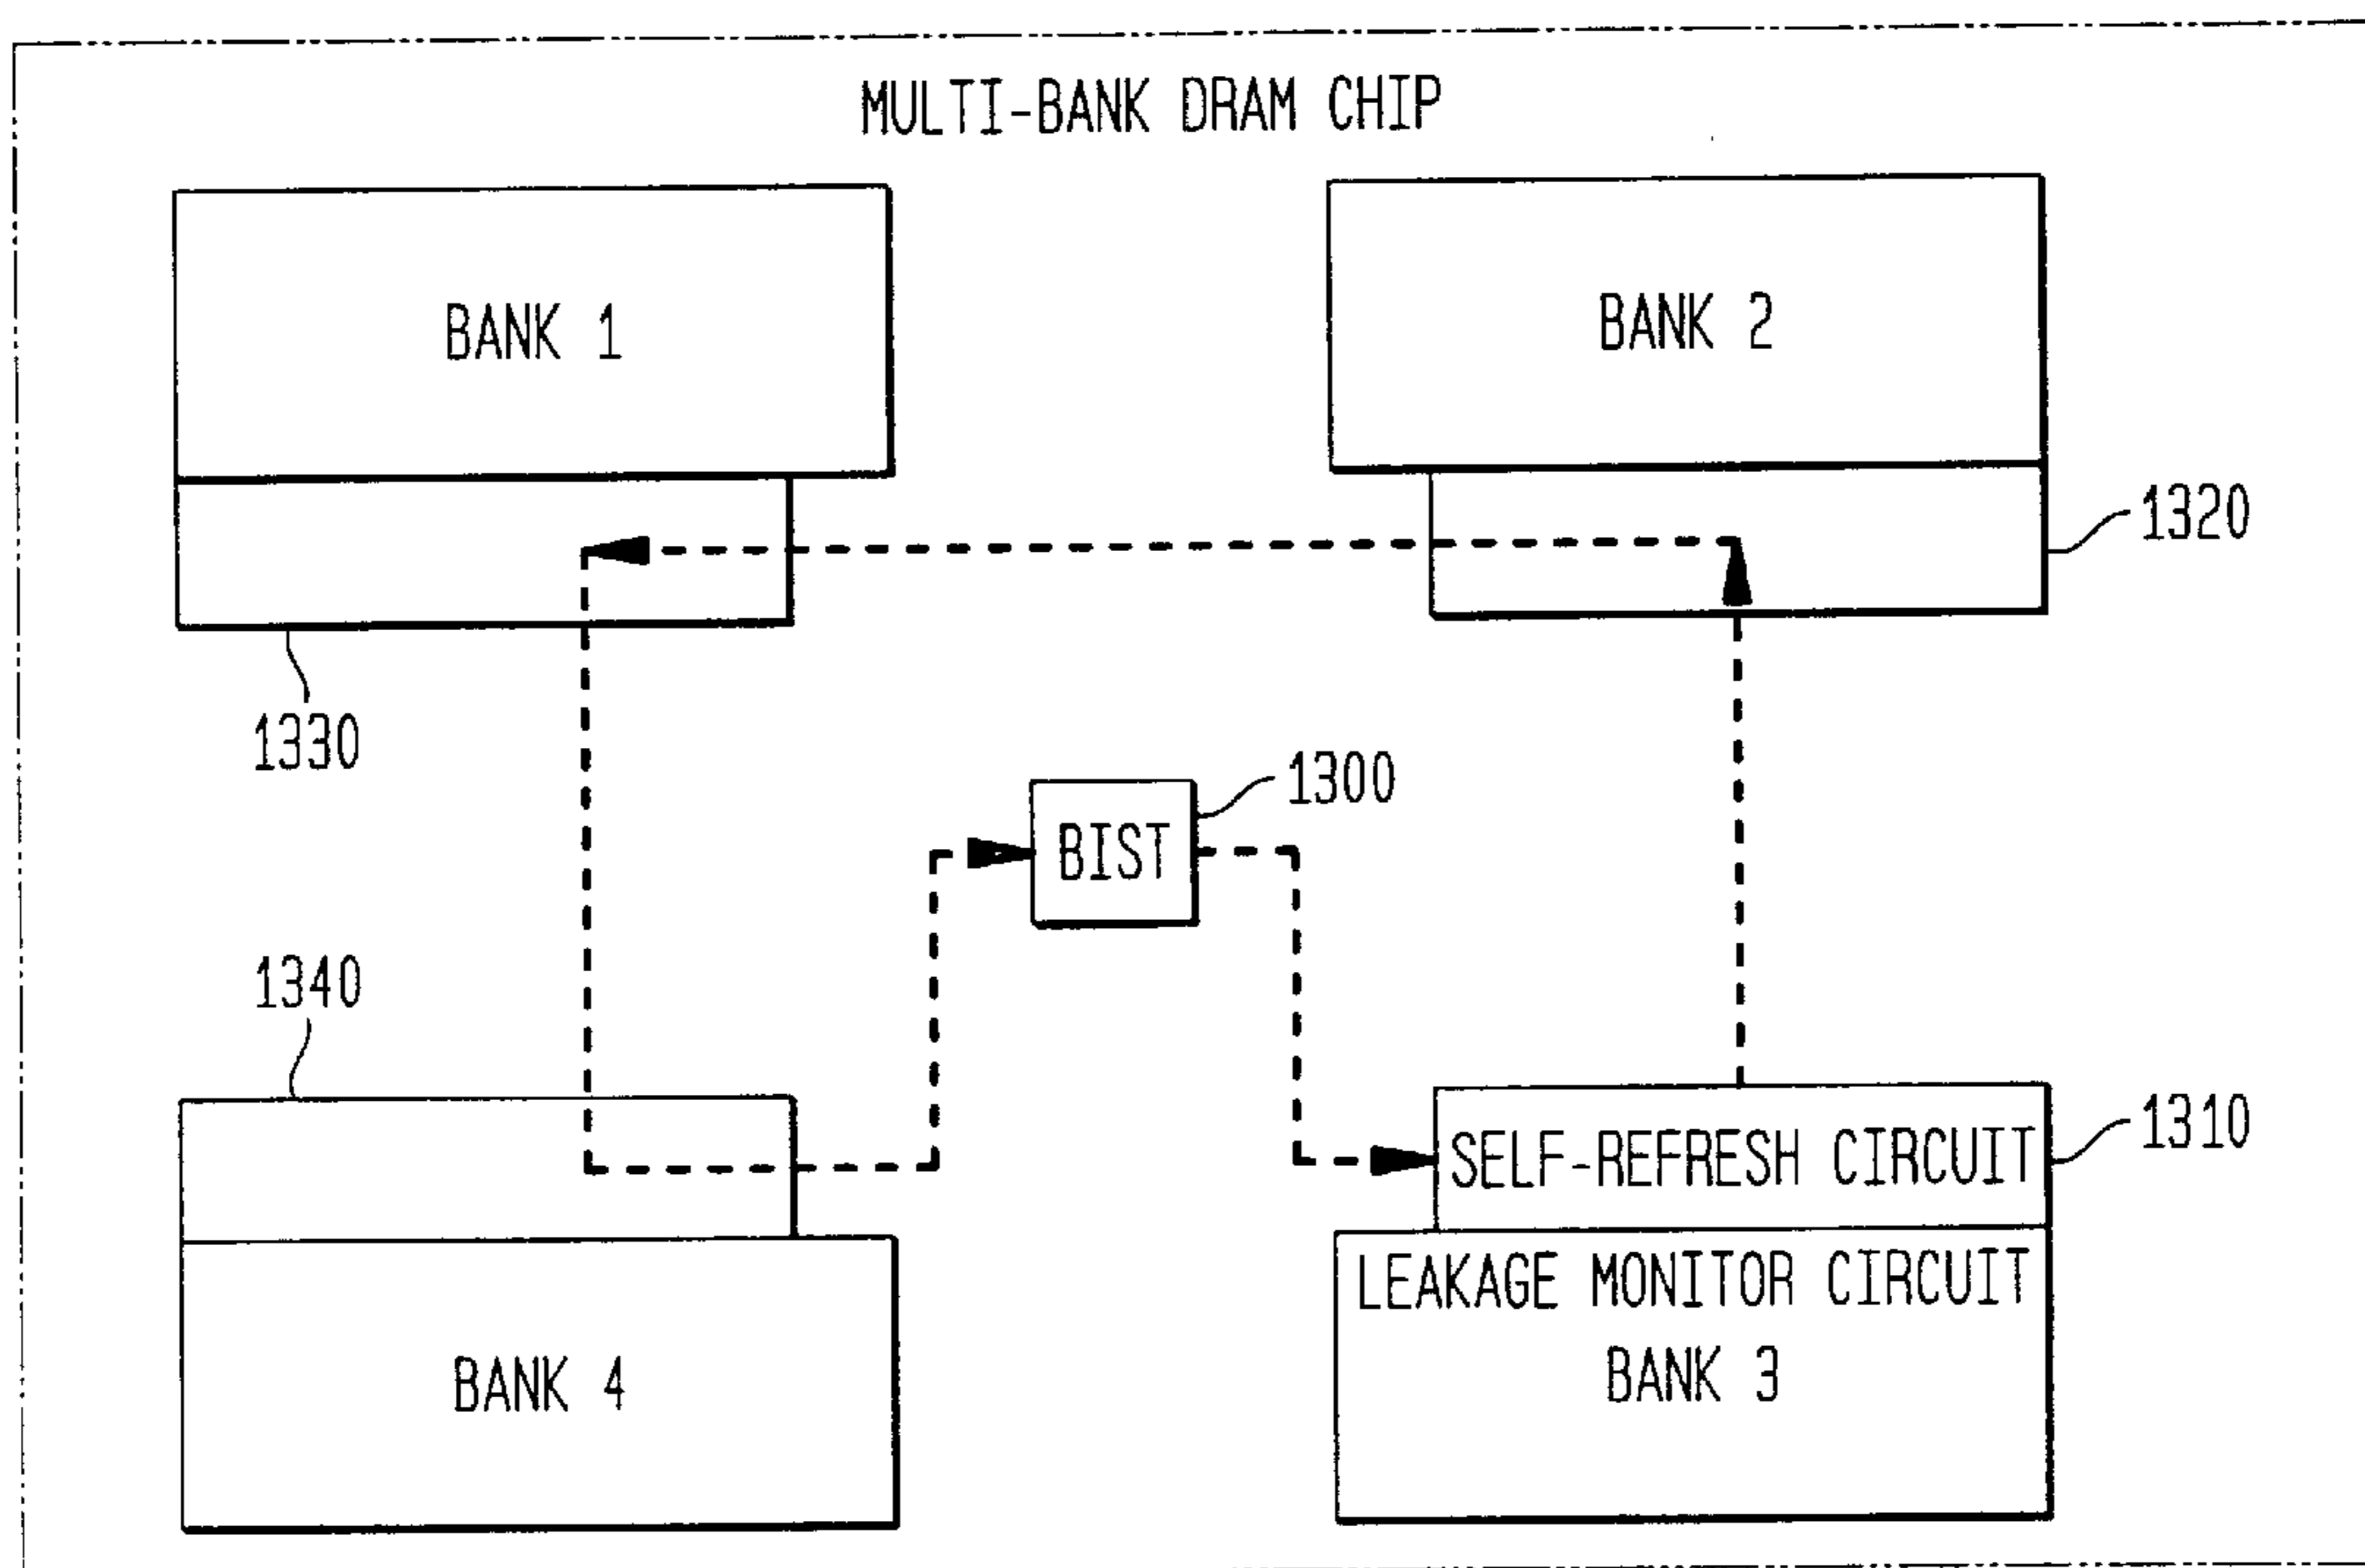 MULTI-BANK DRAM CHIP
BANK 1
BANK 2
1320
1330
1300
BIST
1340
1310
SELF-REFRESH CIRCUIT
LEAKAGE MONITOR CIRCUIT
BANK 3
BANK 4